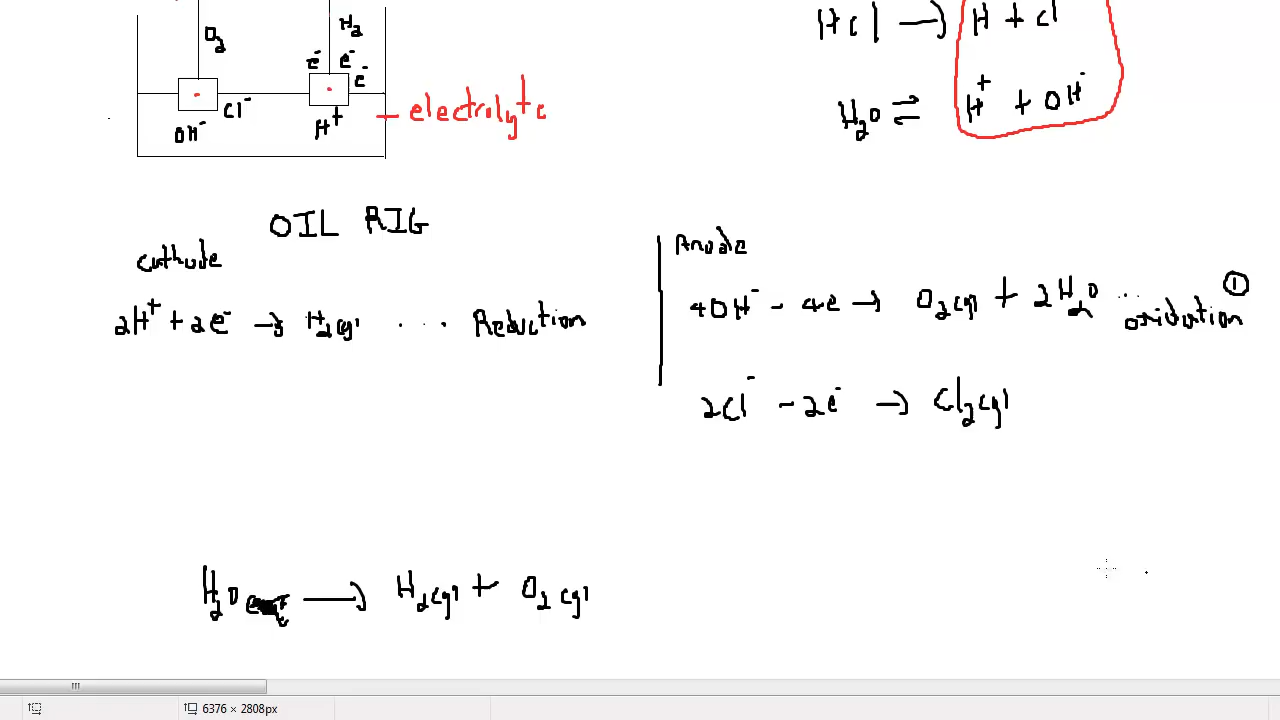 O2
H2
e- e-
e-
Cl-
OH-
H+
electrolyte
HCl → H + Cl
H2O ⇌ H+ + OH-
OIL RIG
Cathode
2H+ + 2e- → H2(g) .... Reduction
Anode
4OH- - 4e → O2(g) + 2H2O ... ①
oxidation
2Cl- - 2e- → Cl2(g)
H2O → H2(g) + O2(g)
6376 × 2808px